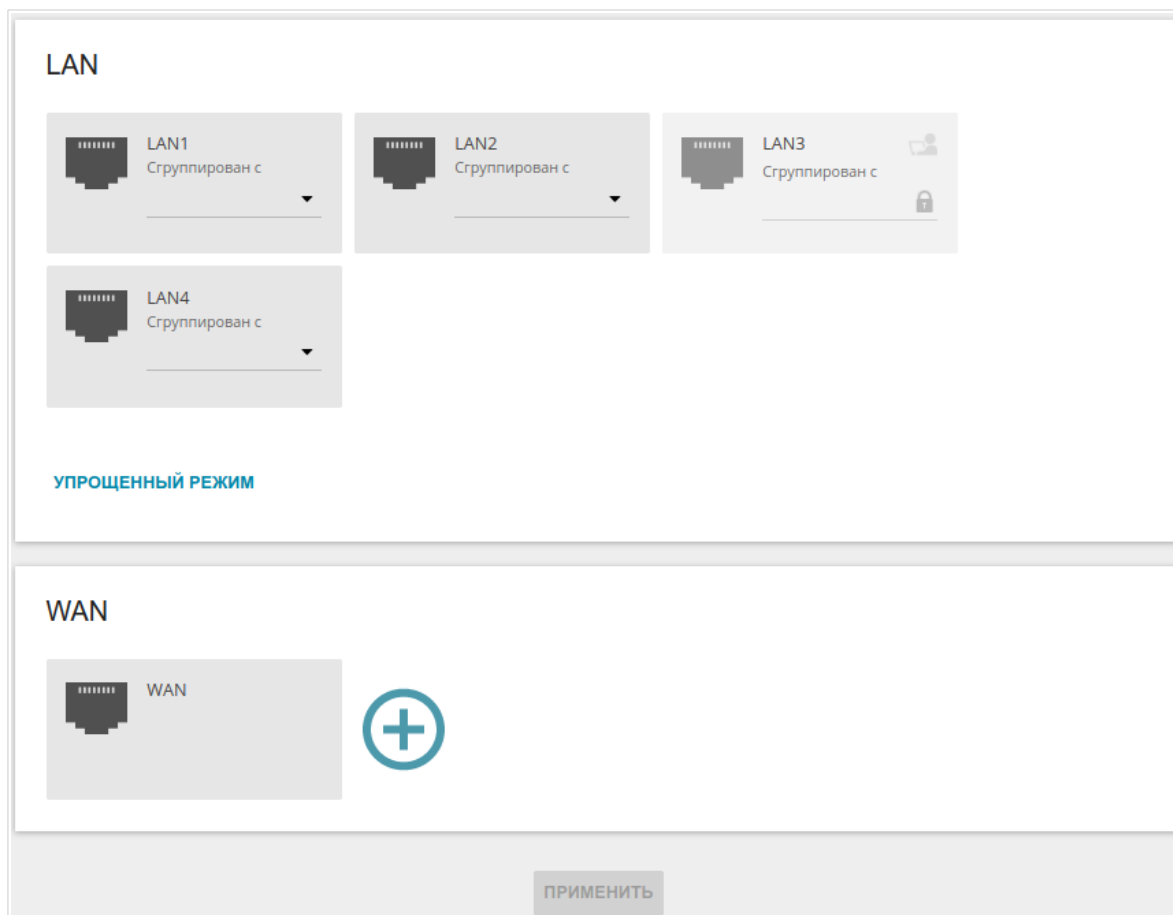 LAN
LAN1
Сгруппирован с
LAN2
Сгруппирован с
LAN3
Сгруппирован с
LAN4
Сгруппирован с
УПРОЩЕННЫЙ РЕЖИМ
WAN
WAN
ПРИМЕНИТЬ